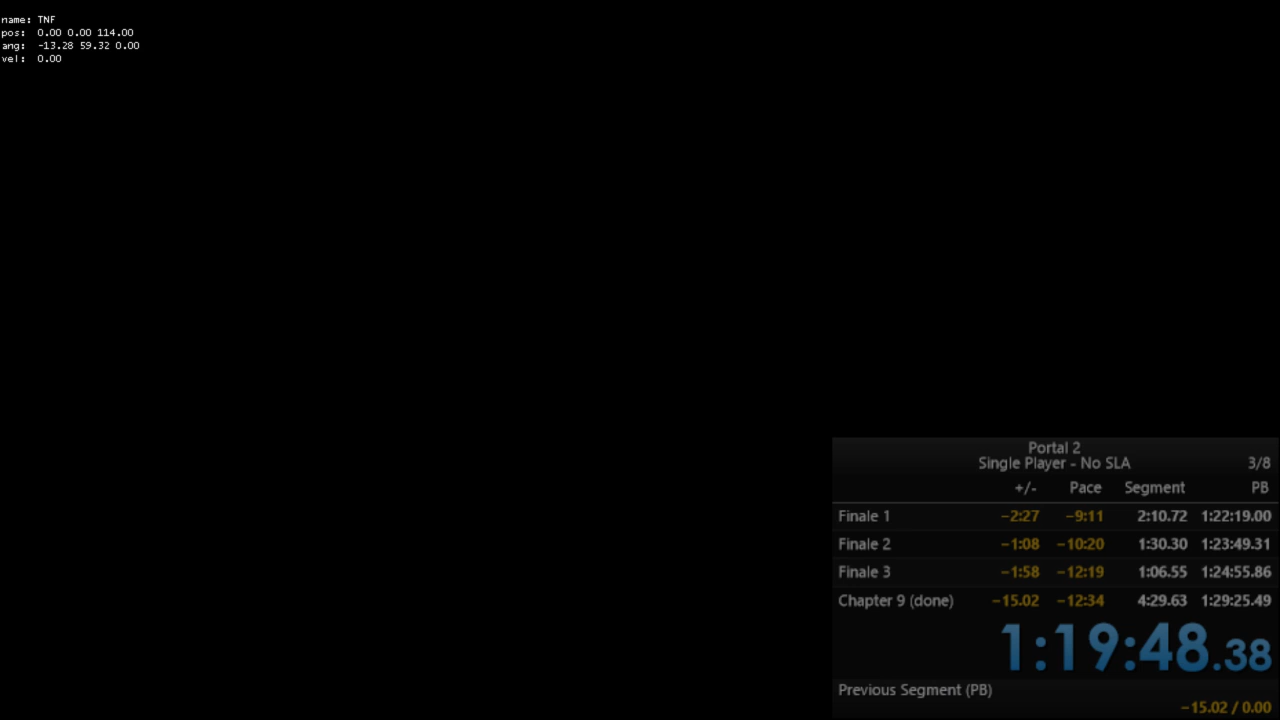 name: TNF
pos: 0.00 0.00 114.00
ang: -13.28 59.32 0.00
vel: 0.00
Portal 2
Single Player - No SLA 3/8
+/- Pace Segment PB
Finale 1 −2:27 −9:11 2:10.72 1:22:19.00
Finale 2 −1:08 −10:20 1:30.30 1:23:49.31
Finale 3 −1:58 −12:19 1:06.55 1:24:55.86
Chapter 9 (done) −15.02 −12:34 4:29.63 1:29:25.49
1:19:48.38
Previous Segment (PB)
−15.02 / 0.00